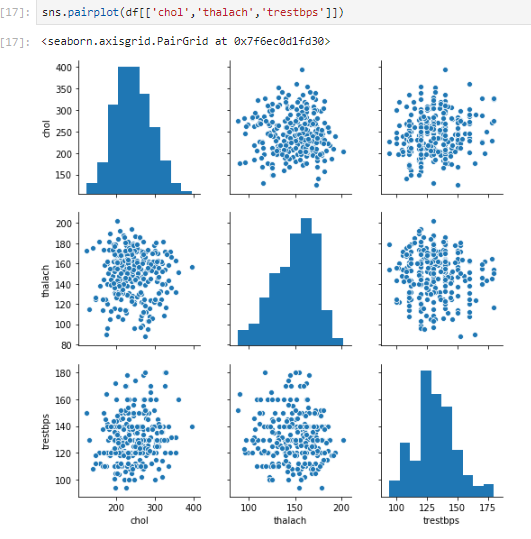 [17]: sns.pairplot(df[['chol','thalach','trestbps']])
[17]: <seaborn.axisgrid.PairGrid at 0x7f6ec0d1fd30>
400
350
300
250
200
150
chol
200
180
160
140
120
100
80
thalach
180
160
140
120
100
trestbps
200 300 400
chol
100 150 200
thalach
100 125 150 175
trestbps